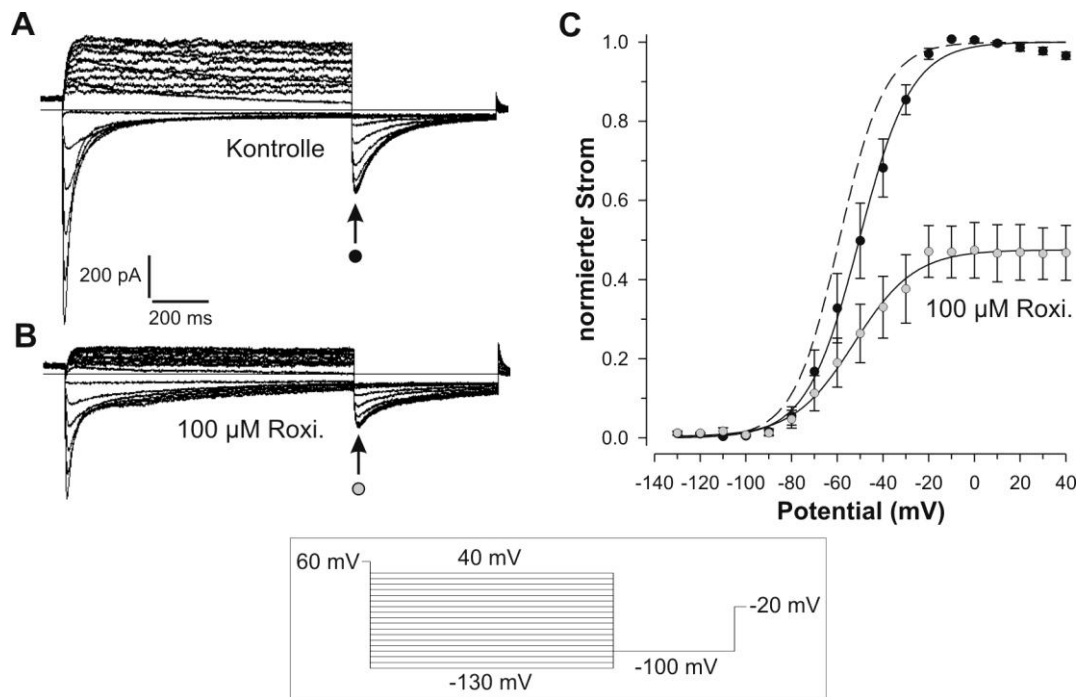 A
Kontrolle
200 pA
200 ms
B
100 µM Roxi.
C
normierter Strom
1.0
0.8
0.6
0.4
0.2
0.0
100 µM Roxi.
-140 -120 -100 -80 -60 -40 -20 0 20 40
Potential (mV)
60 mV
40 mV
-20 mV
-100 mV
-130 mV